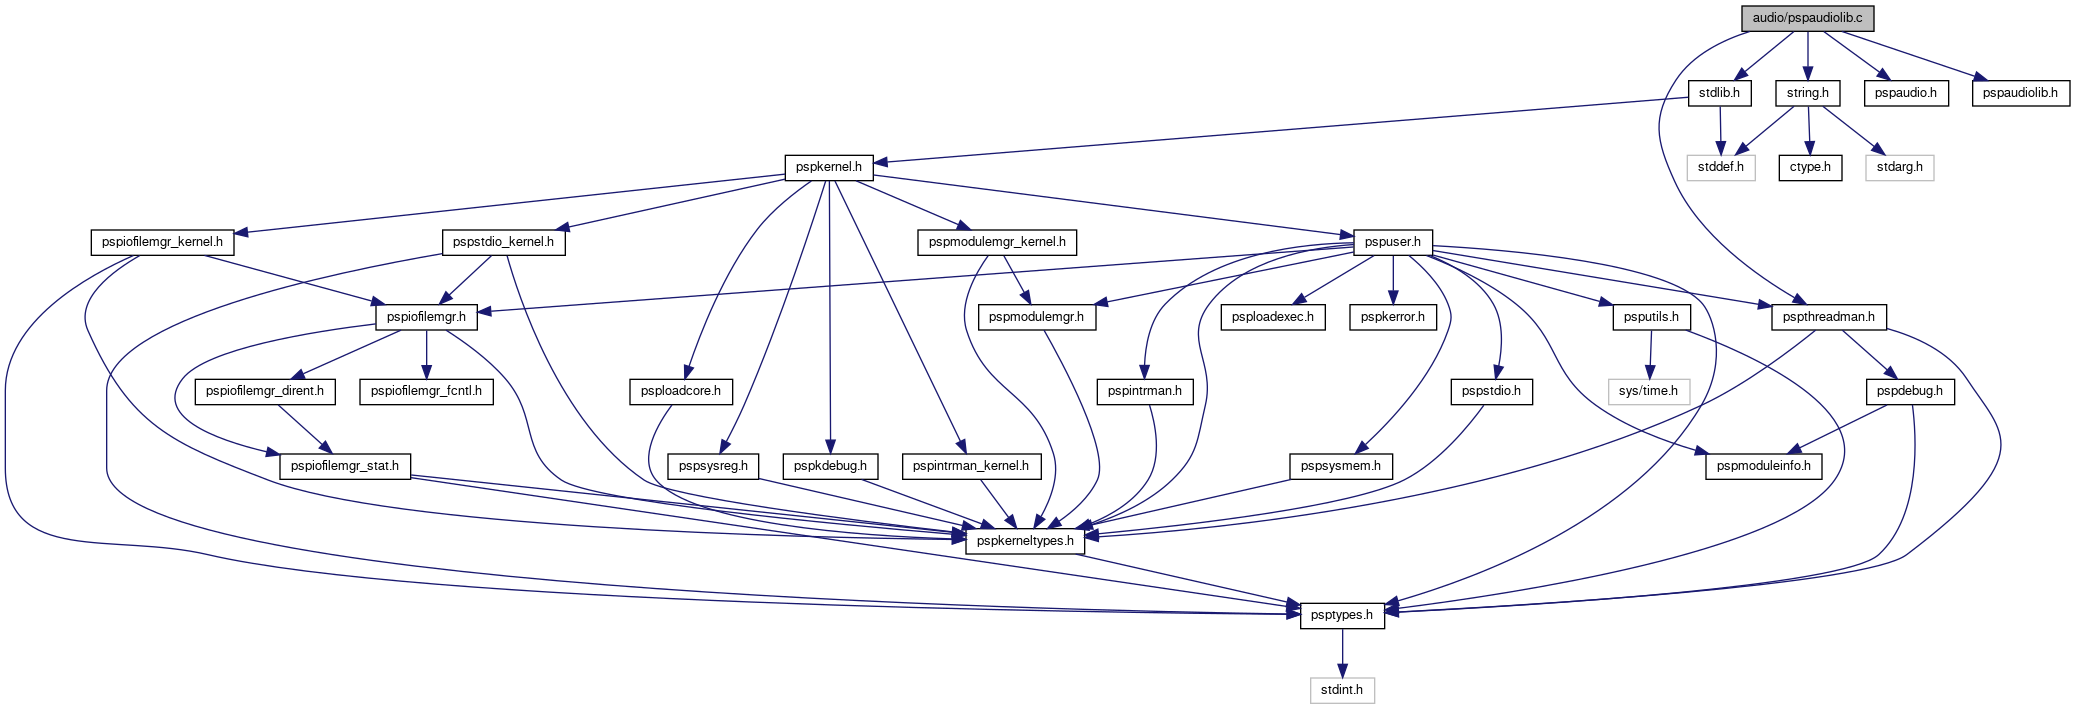 audio/pspaudiolib.c
stdlib.h
string.h
pspaudio.h
pspaudiolib.h
pspkernel.h
stddef.h
ctype.h
stdarg.h
pspiofilemgr_kernel.h
pspstdio_kernel.h
pspmodulemgr_kernel.h
pspuser.h
pspiofilemgr.h
pspmodulemgr.h
psploadexec.h
pspkerror.h
psputils.h
pspthreadman.h
pspiofilemgr_dirent.h
pspiofilemgr_fcntl.h
psploadcore.h
pspintrman.h
pspstdio.h
sys/time.h
pspdebug.h
pspiofilemgr_stat.h
pspsysreg.h
pspkdebug.h
pspintrman_kernel.h
pspsysmem.h
pspmoduleinfo.h
pspkerneltypes.h
psptypes.h
stdint.h